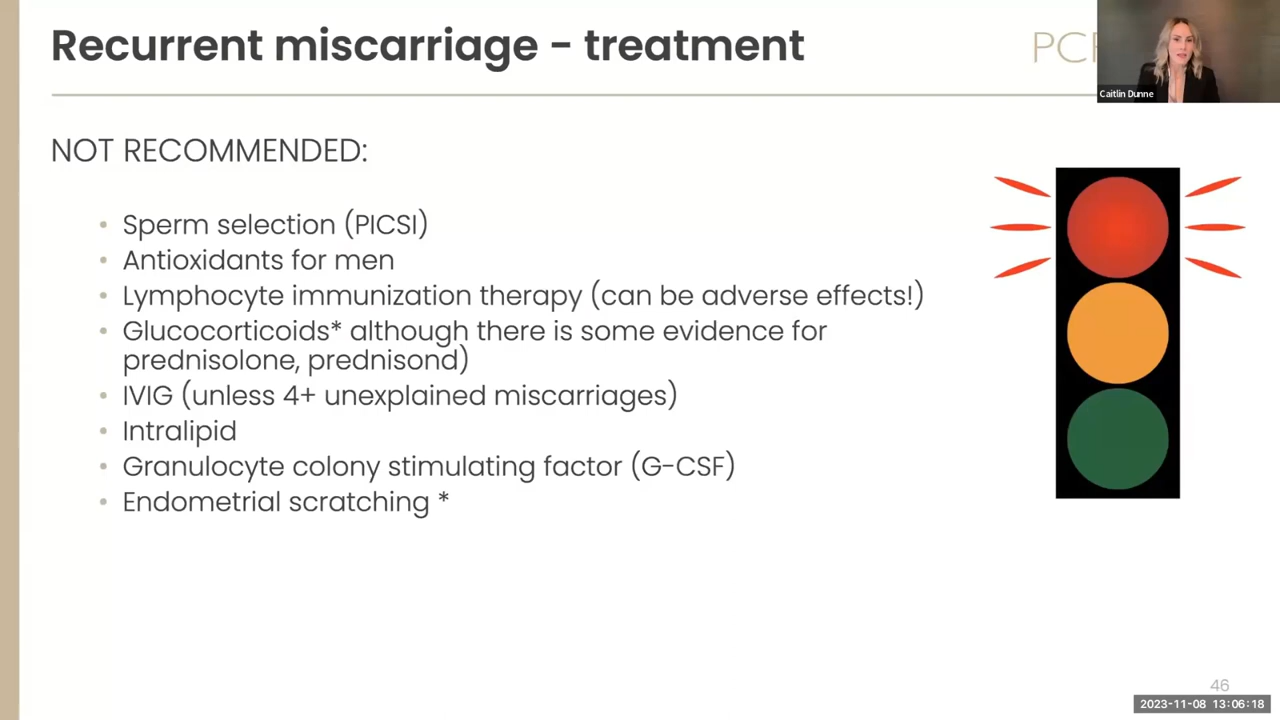 Recurrent miscarriage - treatment
PC
Caitlin Dunne
NOT RECOMMENDED:
• Sperm selection (PICSI)
• Antioxidants for men
• Lymphocyte immunization therapy (can be adverse effects!)
• Glucocorticoids* although there is some evidence for
prednisolone, prednisond)
• IVIG (unless 4+ unexplained miscarriages)
• Intralipid
• Granulocyte colony stimulating factor (G-CSF)
• Endometrial scratching *
46
2023-11-08 13:06:18